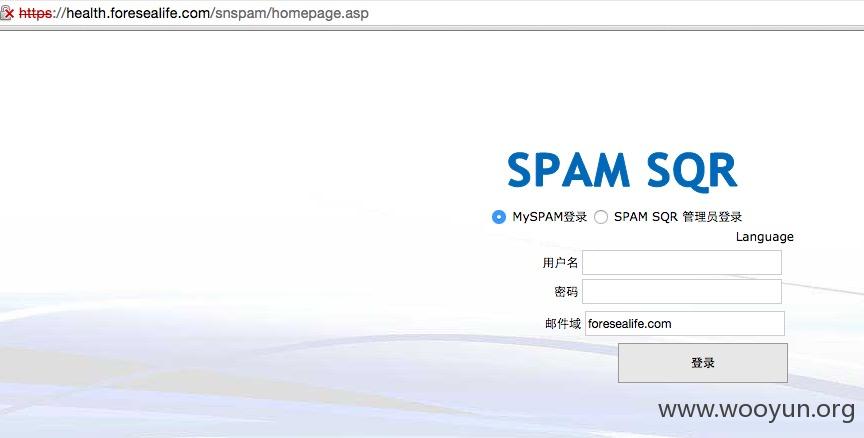 https://health.foresealife.com/snspam/homepage.asp
SPAM SQR
MySPAM登录 SPAM SQR 管理员登录
Language
用户名
密码
邮件域 foresealife.com
登录
www.wooyun.org